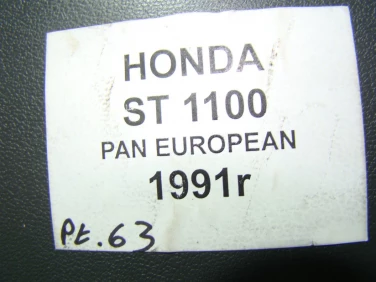 HONDA
ST 1100
PAN EUROPEAN
1991r
Pt.63